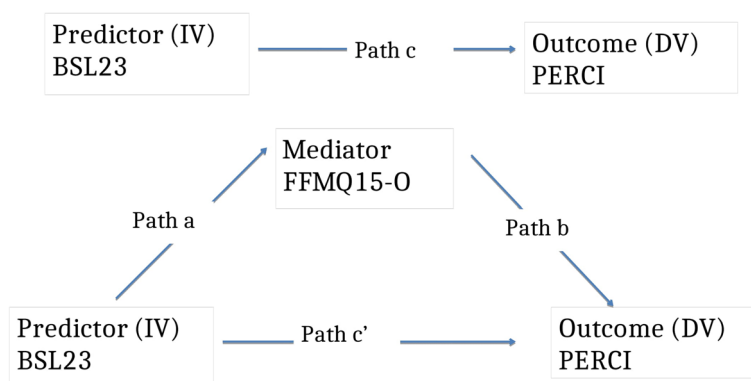 Predictor (IV)
BSL23
Path c
Outcome (DV)
PERCI
Mediator
FFMQ15-O
Path a
Path b
Predictor (IV)
BSL23
Path c’
Outcome (DV)
PERCI